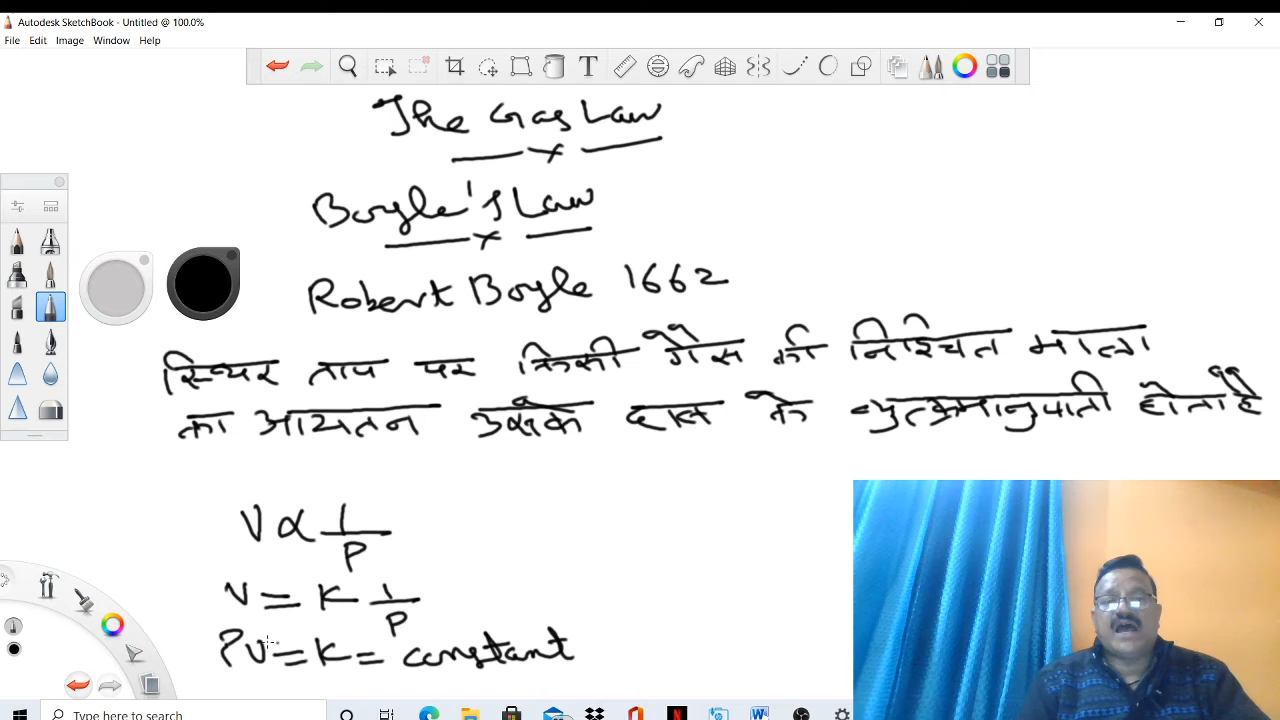 Autodesk SketchBook - Untitled @ 100.0%
File Edit Image Window Help
The Gas Law
Boyle's Law
Robert Boyle 1662
स्थिर ताप पर किसी गैस की निश्चित मात्रा
का आयतन उसके दाब के व्युत्क्रमानुपाती होता है
V ∝ 1/P
V = K 1/P
PV = K = constant
Type here to search